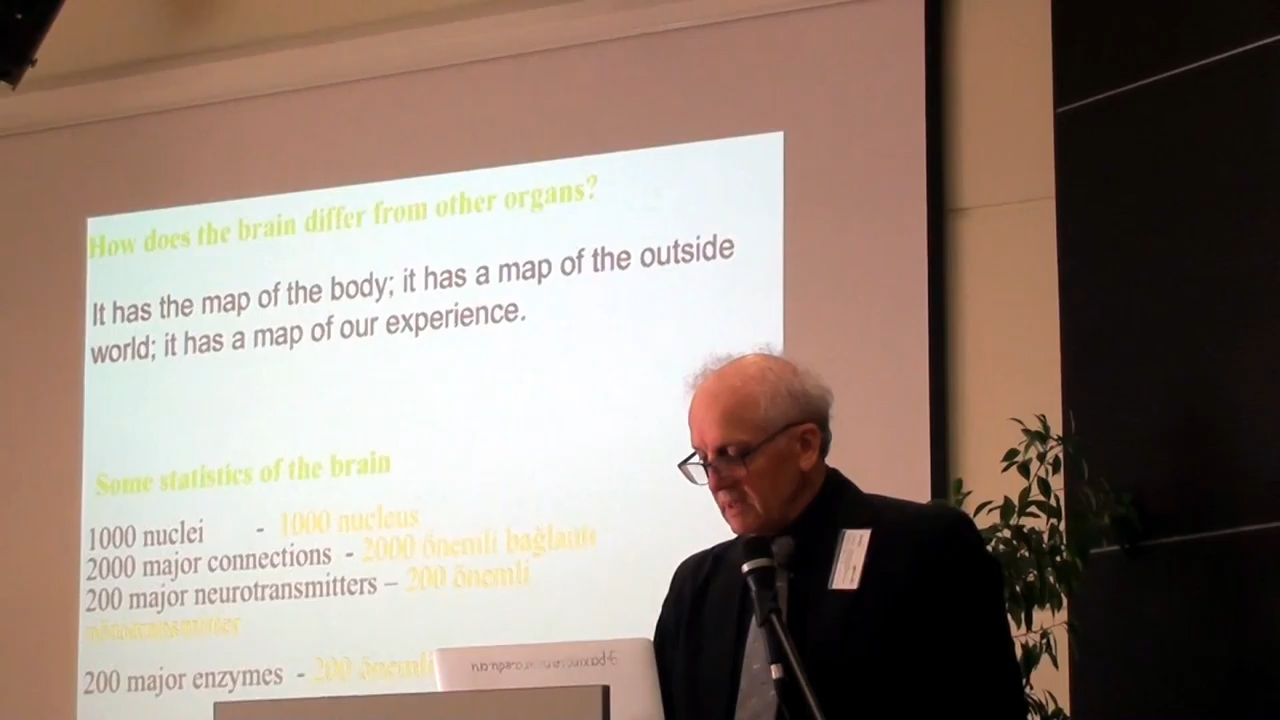 How does the brain differ from other organs?
It has the map of the body; it has a map of the outside
world; it has a map of our experience.
Some statistics of the brain
1000 nuclei - 1000 nucleus
2000 major connections - 2000 önemli bağlantı
200 major neurotransmitters – 200 önemli
200 major enzymes - 200 önemli